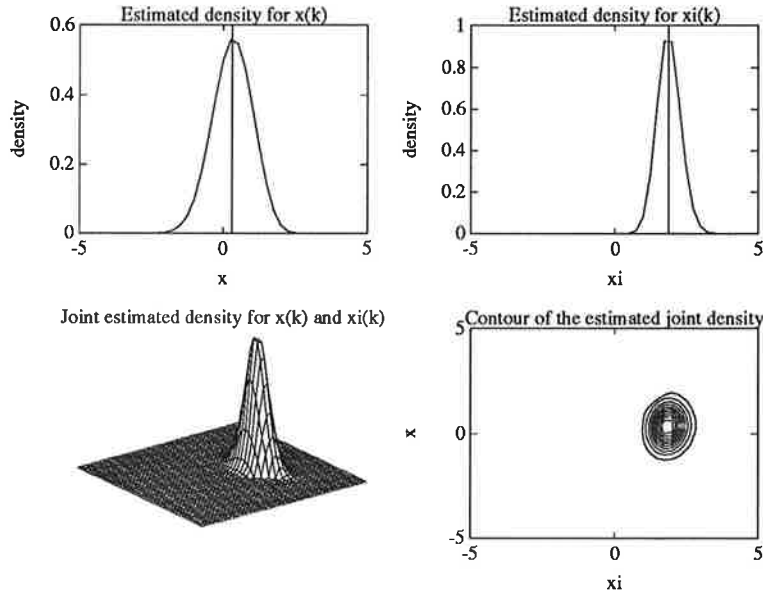 Estimated density for x(k)
0.6
0.4
0.2
0
density
-5
0
5
x
Estimated density for xi(k)
1
0.8
0.6
0.4
0.2
0
density
-5
0
5
xi
Joint estimated density for x(k) and xi(k)
Contour of the estimated joint density
5
0
-5
x
0
5
xi